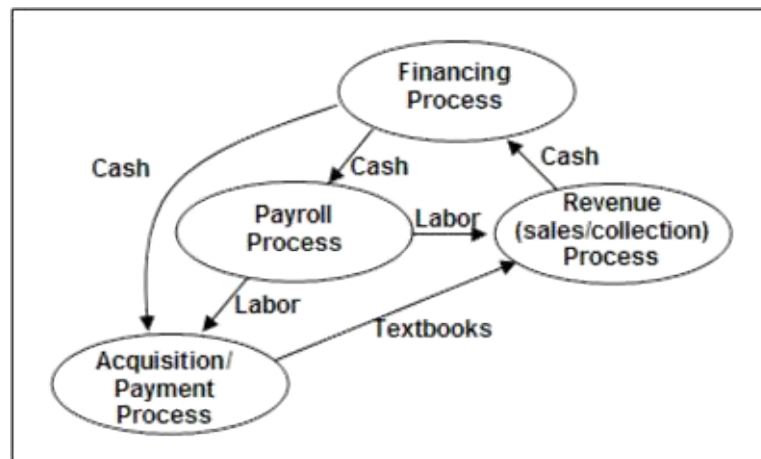 Financing
Process
Cash
Cash
Cash
Payroll
Process
Labor
Revenue
(sales/collection)
Process
Labor
Textbooks
Acquisition/
Payment
Process